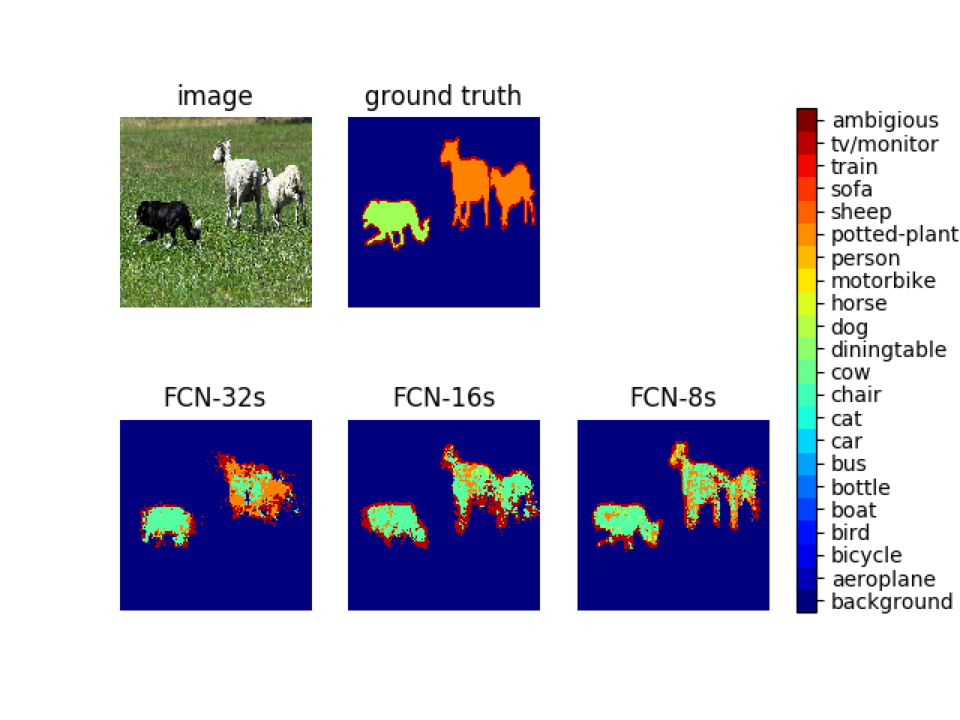 image
ground truth
FCN-32s
FCN-16s
FCN-8s
ambigious
tv/monitor
train
sofa
sheep
potted-plant
person
motorbike
horse
dog
diningtable
cow
chair
cat
car
bus
bottle
boat
bird
bicycle
aeroplane
background